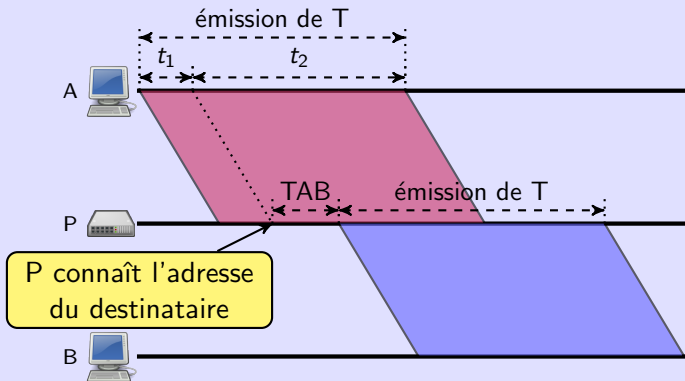 émission de T
t₁ t₂
A
TAB émission de T
P
P connaît l'adresse
du destinataire
B